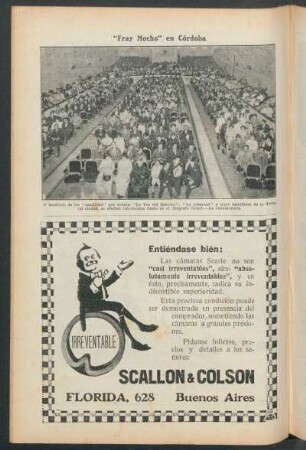 "Fray Mocho" en Córdoba
Entiéndase bién:
Las cámaras Searle no son
"casi irreventables", sino "abso-
lutamente irreventables", y en
ésto, precisamente, radica su in-
discutible superioridad.
Esta preciosa condición puede
ser demostrada en presencia del
comprador, sometiendo las
cámaras a grandes presio-
nes.
Pidanse folletos, pre-
cios y detalles a los se-
ñores:
IRREVENTABLE
SCALLON & COLSON
FLORIDA, 628 Buenos Aires